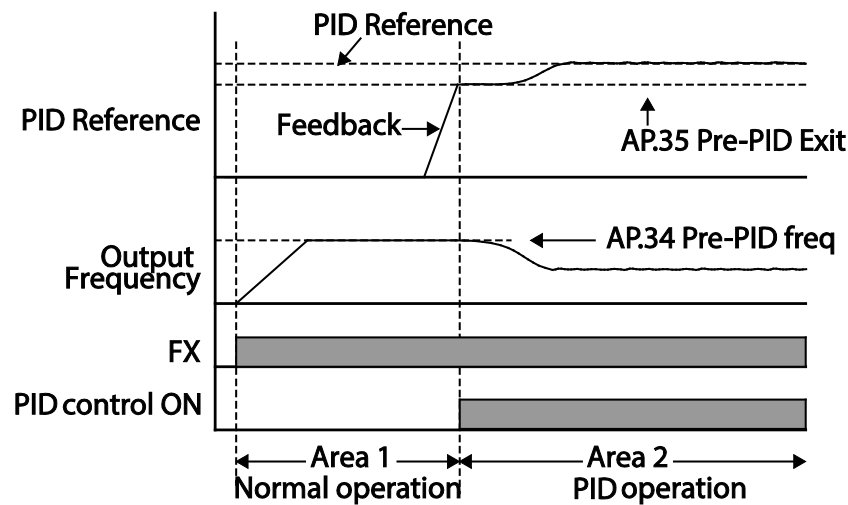 PID Reference
PID Reference
Feedback
AP.35 Pre-PID Exit
Output
Frequency
AP.34 Pre-PID freq
FX
PID control ON
Area 1
Normal operation
Area 2
PID operation